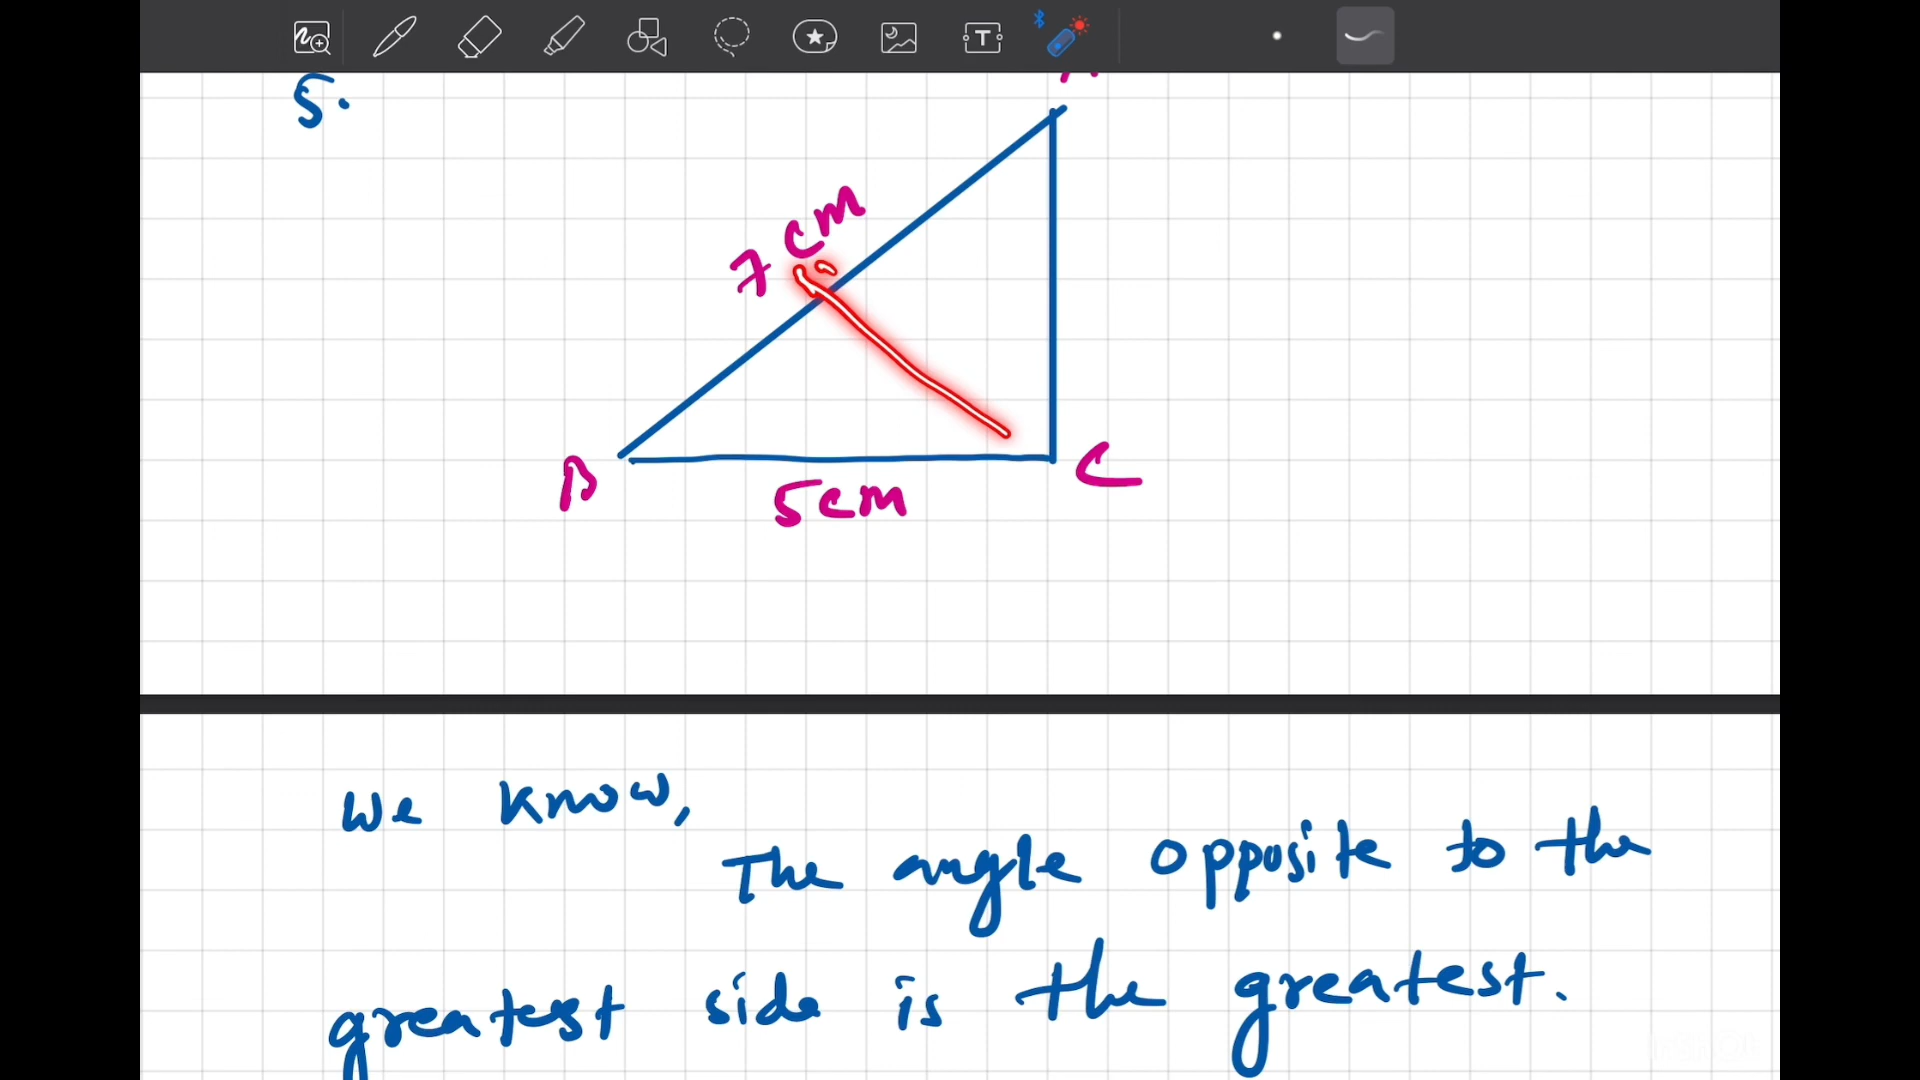 5.
7 cm
B
C
5cm
We know,
The angle opposite to the
greatest side is the greatest.